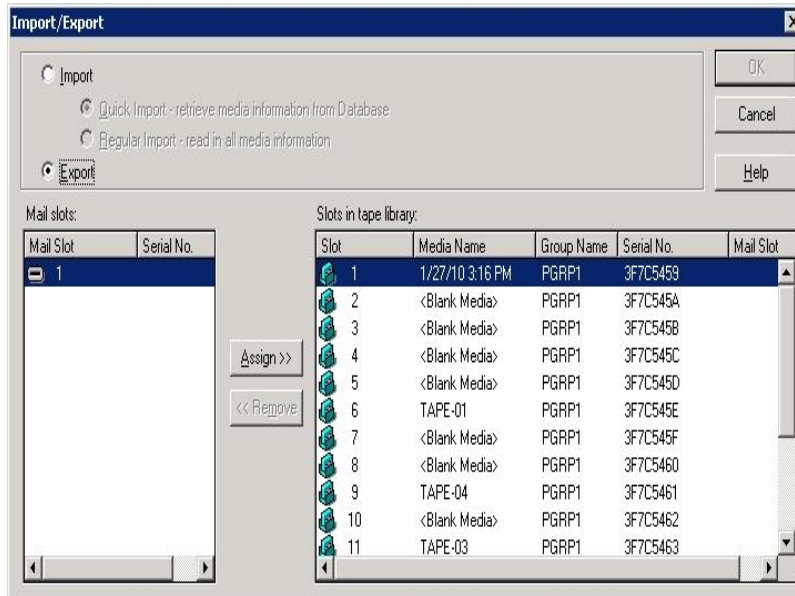 Import/Export
Import
Quick Import - retrieve media information from Database
Regular Import - read in all media information
Export
OK
Cancel
Help
Mail slots:
Mail Slot Serial No.
1
Assign >>
<< Remove
Slots in tape library:
Slot Media Name Group Name Serial No. Mail Slot
1 1/27/10 3:16 PM PGRP1 3F7C5459
2 <Blank Media> PGRP1 3F7C545A
3 <Blank Media> PGRP1 3F7C545B
4 <Blank Media> PGRP1 3F7C545C
5 <Blank Media> PGRP1 3F7C545D
6 TAPE-01 PGRP1 3F7C545E
7 <Blank Media> PGRP1 3F7C545F
8 <Blank Media> PGRP1 3F7C5460
9 TAPE-04 PGRP1 3F7C5461
10 <Blank Media> PGRP1 3F7C5462
11 TAPE-03 PGRP1 3F7C5463